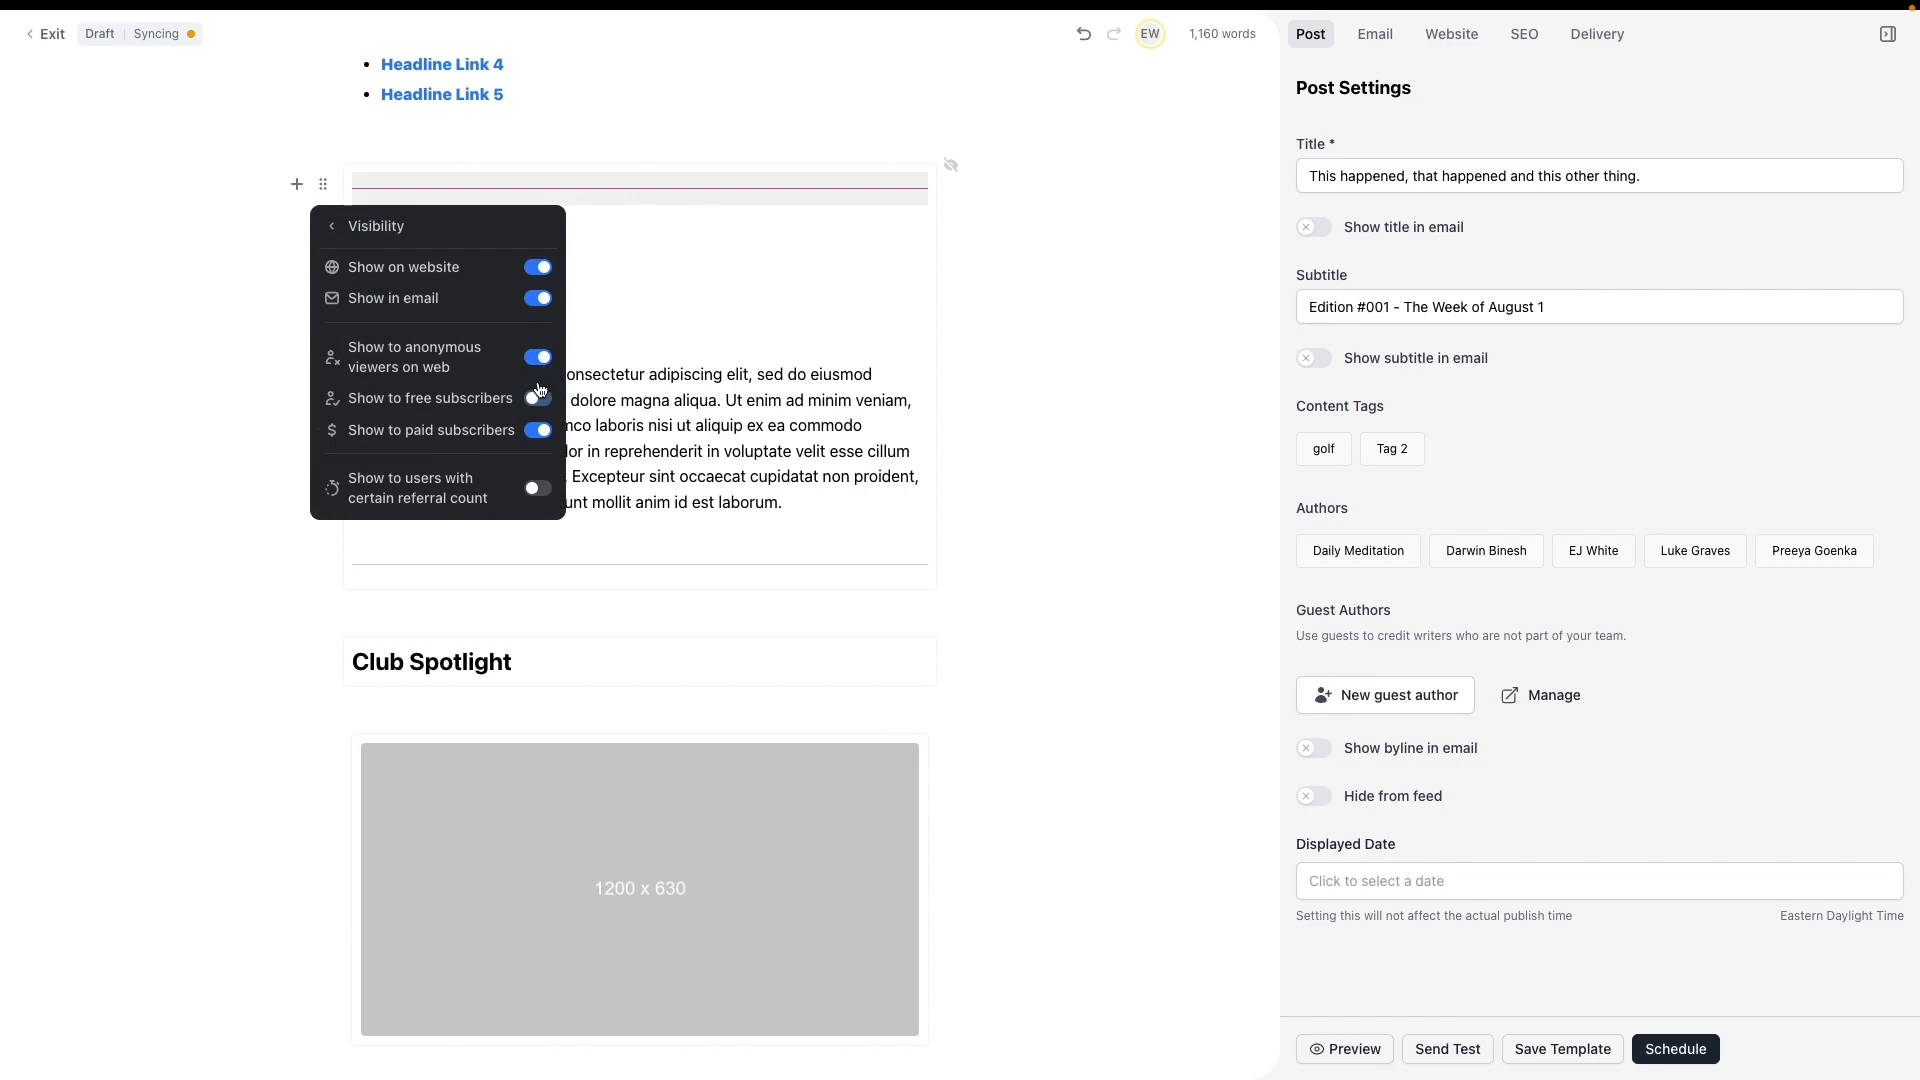 Exit
Draft
Syncing
EW
1,160 words
Headline Link 4
Headline Link 5
Visibility
Show on website
Show in email
Show to anonymous
viewers on web
Show to free subscribers
Show to paid subscribers
Show to users with
certain referral count
onsectetur adipiscing elit, sed do eiusmod
dolore magna aliqua. Ut enim ad minim veniam,
nco laboris nisi ut aliquip ex ea commodo
lor in reprehenderit in voluptate velit esse cillum
. Excepteur sint occaecat cupidatat non proident,
unt mollit anim id est laborum.
Club Spotlight
1200 x 630
Post
Email
Website
SEO
Delivery
Post Settings
Title *
This happened, that happened and this other thing.
Show title in email
Subtitle
Edition #001 - The Week of August 1
Show subtitle in email
Content Tags
golf
Tag 2
Authors
Daily Meditation
Darwin Binesh
EJ White
Luke Graves
Preeya Goenka
Guest Authors
Use guests to credit writers who are not part of your team.
New guest author
Manage
Show byline in email
Hide from feed
Displayed Date
Click to select a date
Setting this will not affect the actual publish time
Eastern Daylight Time
Preview
Send Test
Save Template
Schedule